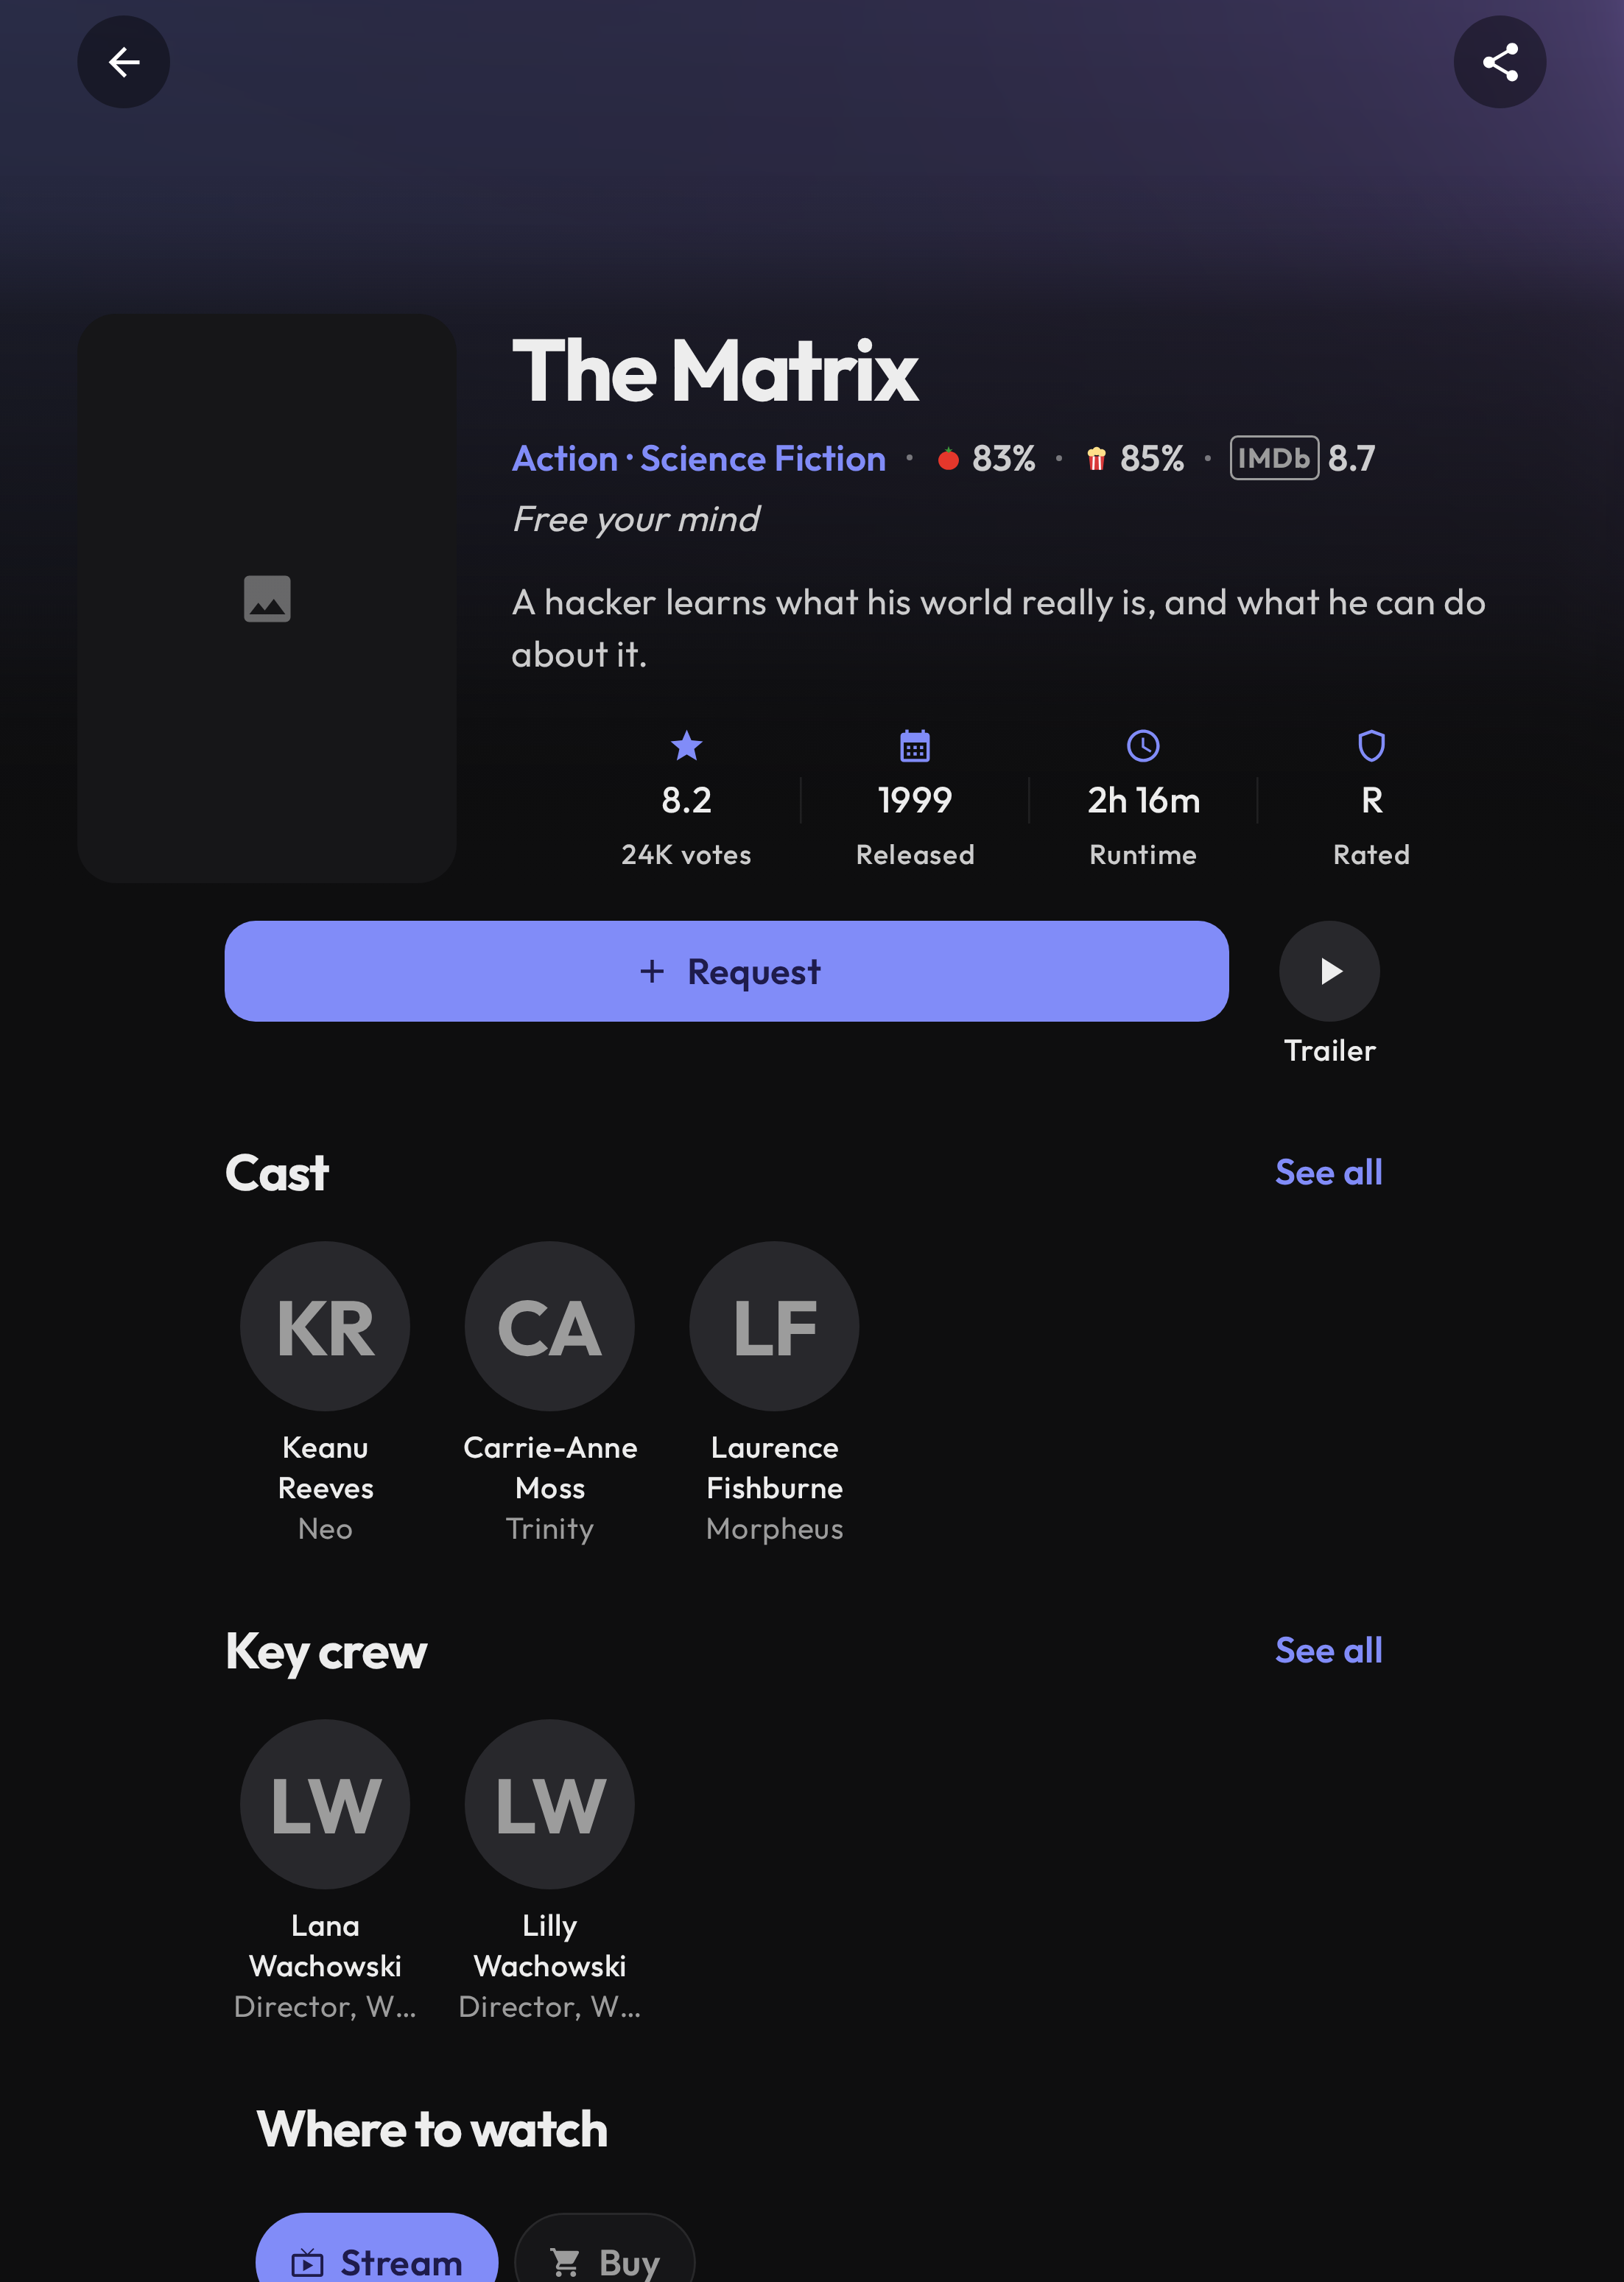 The Matrix
Action · Science Fiction · 83% · 85% · IMDb 8.7
Free your mind
A hacker learns what his world really is, and what he can do
about it.
8.2 1999 2h 16m R
24K votes Released Runtime Rated
+ Request
Trailer
Cast See all
KR CA LF
Keanu Carrie-Anne Laurence
Reeves Moss Fishburne
Neo Trinity Morpheus
Key crew See all
LW LW
Lana Lilly
Wachowski Wachowski
Director, W... Director, W...
Where to watch
Stream Buy